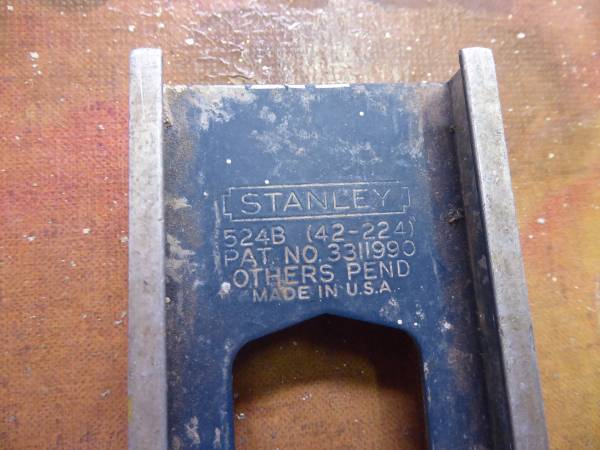 STANLEY
524B (42-224)
PAT. NO. 3311990
OTHERS PEND
MADE IN U.S.A.